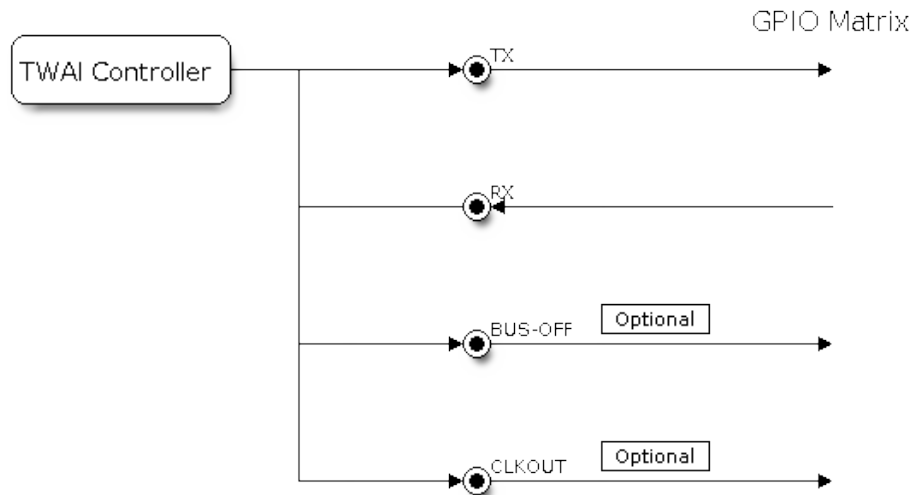 GPIO Matrix
TWAI Controller
TX
RX
BUS-OFF
Optional
CLKOUT
Optional